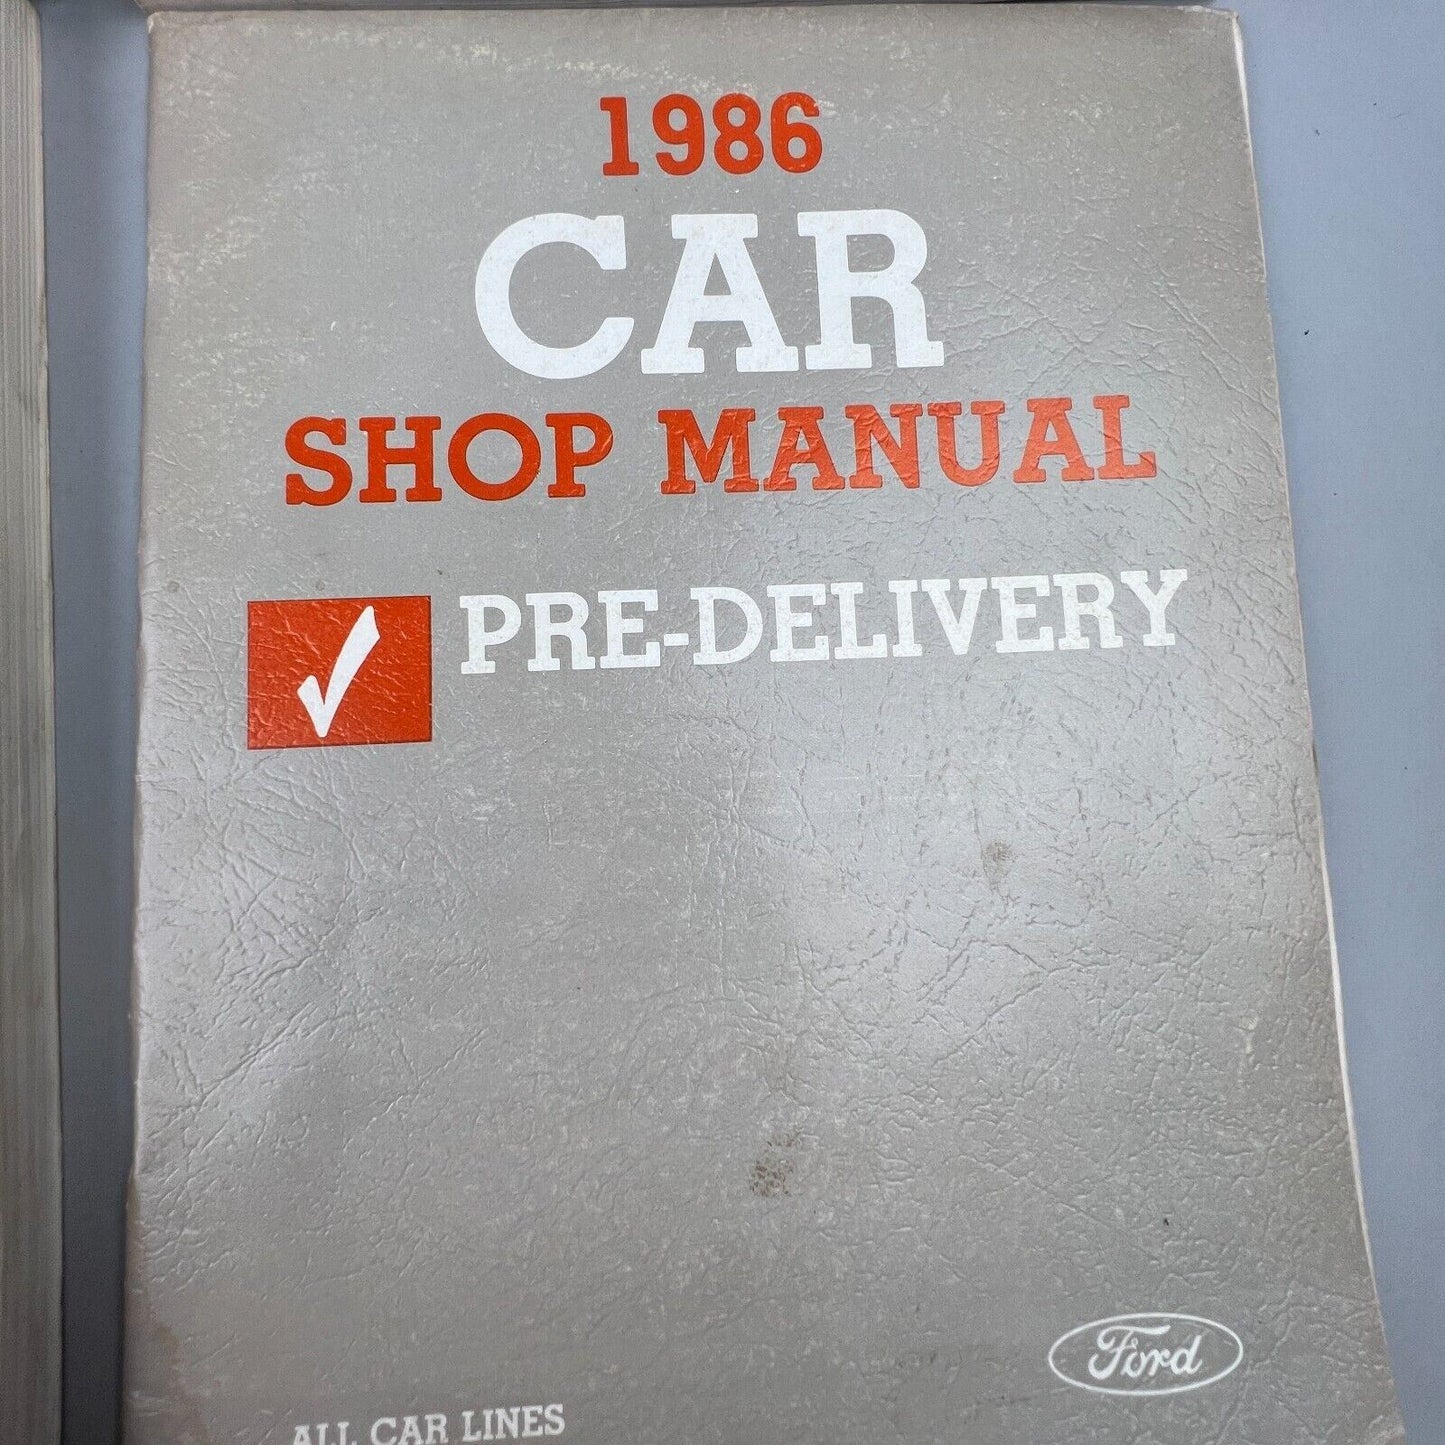 1986
CAR
SHOP MANUAL
PRE-DELIVERY
Ford
ALL CAR LINES